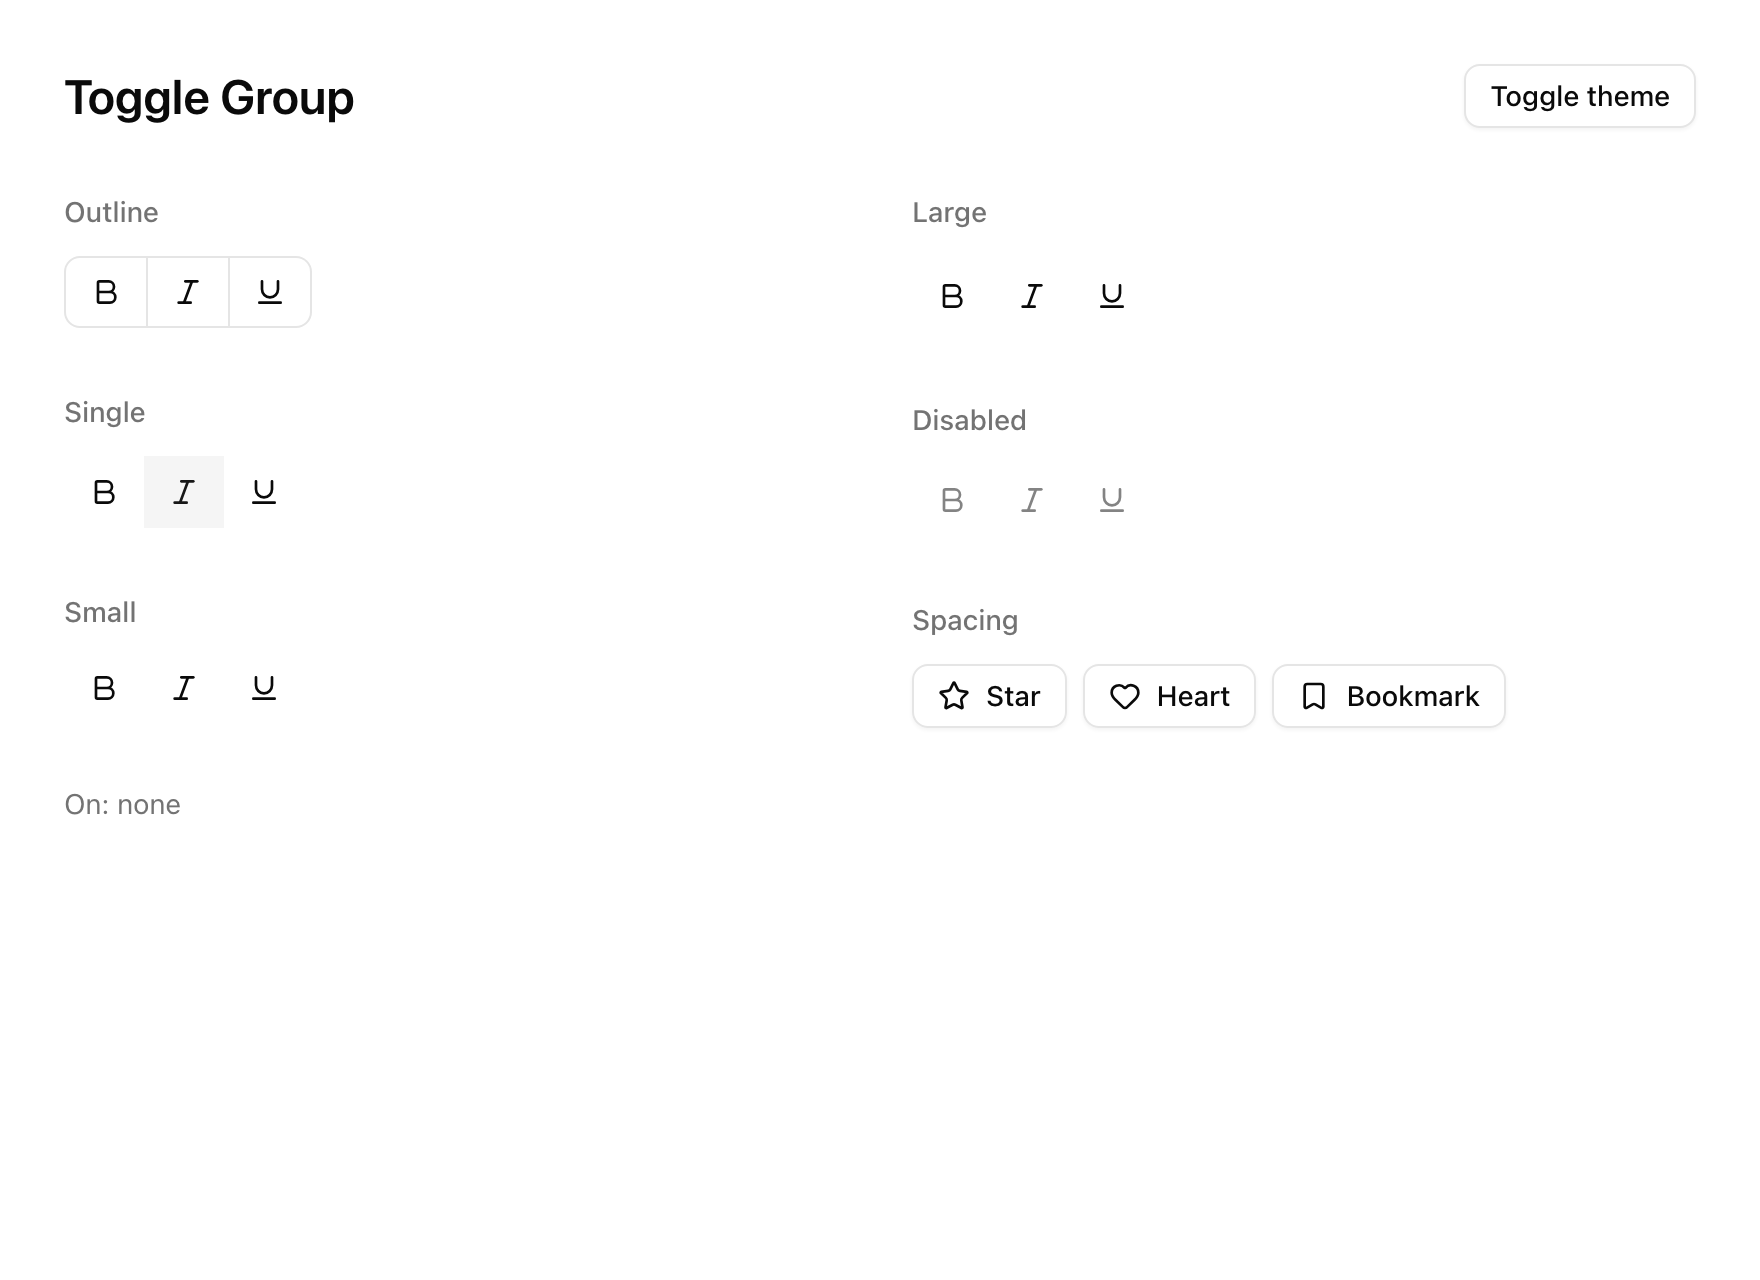 Toggle Group
Toggle theme
Outline
B I U
Single
B I U
Small
B I U
On: none
Large
B I U
Disabled
B I U
Spacing
Star Heart Bookmark